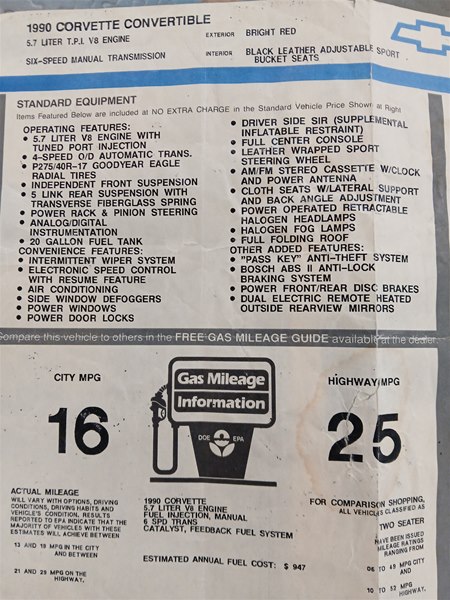 1990 CORVETTE CONVERTIBLE
5.7 LITER T.P.I. V8 ENGINE
SIX-SPEED MANUAL TRANSMISSION
EXTERIOR BRIGHT RED
INTERIOR BLACK LEATHER ADJUSTABLE SPORT
BUCKET SEATS
STANDARD EQUIPMENT
Items Featured Below are included at NO EXTRA CHARGE in the Standard Vehicle Price Shown at Right
OPERATING FEATURES:
• 5.7 LITER V8 ENGINE WITH
TUNED PORT INJECTION
• 4-SPEED O/D AUTOMATIC TRANS.
• P275/40R-17 GOODYEAR EAGLE
RADIAL TIRES
• INDEPENDENT FRONT SUSPENSION
• 5 LINK REAR SUSPENSION WITH
TRANSVERSE FIBERGLASS SPRING
• POWER RACK & PINION STEERING
• ANALOG/DIGITAL
INSTRUMENTATION
• 20 GALLON FUEL TANK
CONVENIENCE FEATURES:
• INTERMITTENT WIPER SYSTEM
• ELECTRONIC SPEED CONTROL
WITH RESUME FEATURE
• AIR CONDITIONING
• SIDE WINDOW DEFOGGERS
• POWER WINDOWS
• POWER DOOR LOCKS
• DRIVER SIDE SIR (SUPPLEMENTAL
INFLATABLE RESTRAINT)
• FULL CENTER CONSOLE
• LEATHER WRAPPED SPORT
STEERING WHEEL
• AM/FM STEREO CASSETTE W/CLOCK
AND POWER ANTENNA
• CLOTH SEATS W/LATERAL SUPPORT
AND BACK ANGLE ADJUSTMENT
• POWER OPERATED RETRACTABLE
HALOGEN HEADLAMPS
• HALOGEN FOG LAMPS
• FULL FOLDING ROOF
OTHER ADDED FEATURES:
• "PASS KEY" ANTI-THEFT SYSTEM
• BOSCH ABS II ANTI-LOCK
BRAKING SYSTEM
• POWER FRONT/REAR DISC BRAKES
• DUAL ELECTRIC REMOTE HEATED
OUTSIDE REARVIEW MIRRORS
Compare this vehicle to others in the FREE GAS MILEAGE GUIDE available at the dealer.
CITY MPG
16
Gas Mileage
Information
DOE EPA
HIGHWAY MPG
25
ACTUAL MILEAGE
WILL VARY WITH OPTIONS, DRIVING
CONDITIONS, DRIVING HABITS AND
VEHICLE'S CONDITION. RESULTS
REPORTED TO EPA INDICATE THAT THE
MAJORITY OF VEHICLES WITH THESE
ESTIMATES WILL ACHIEVE BETWEEN
13 AND 19 MPG IN THE CITY
AND BETWEEN
21 AND 29 MPG ON THE
HIGHWAY.
1990 CORVETTE
5.7 LITER V8 ENGINE
FUEL INJECTION, MANUAL
6 SPD TRANS
CATALYST, FEEDBACK FUEL SYSTEM
ESTIMATED ANNUAL FUEL COST: $ 947
FOR COMPARISON SHOPPING,
ALL VEHICLES CLASSIFIED AS
TWO SEATER
HAVE BEEN ISSUED
MILEAGE RATINGS
RANGING FROM
06 TO 49 MPG CITY
AND
10 TO 52 MPG
HIGHWAY.